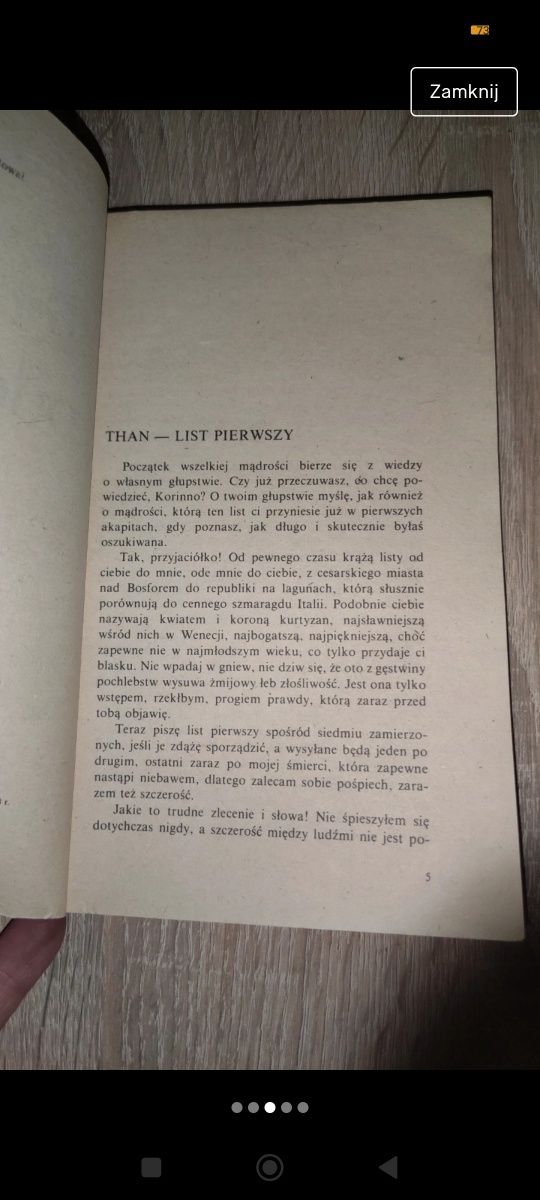 73
Zamknij
THAN — LIST PIERWSZY
Początek wszelkiej mądrości bierze się z wiedzy
o własnym głupstwie. Czy już przeczuwasz, co chcę po-
wiedzieć, Korinno? O twoim głupstwie myślę, jak również
o mądrości, którą ten list ci przyniesie już w pierwszych
akapitach, gdy poznasz, jak długo i skutecznie byłaś
oszukiwana.
Tak, przyjaciółko! Od pewnego czasu krążą listy od
ciebie do mnie, ode mnie do ciebie, z cesarskiego miasta
nad Bosforem do republiki na lagunach, którą słusznie
porównują do cennego szmaragdu Italii. Podobnie ciebie
nazywają kwiatem i koroną kurtyzan, najsławniejszą
wśród nich w Wenecji, najbogatszą, najpiękniejszą, choć
zapewne nie w najmłodszym wieku, co tylko przydaje ci
blasku. Nie wpadaj w gniew, nie dziw się, że oto z gęstwiny
pochlebstw wysuwa żmijowy łeb złośliwość. Jest ona tylko
wstępem, rzekłbym, progiem prawdy, którą zaraz przed
tobą objawię.
Teraz piszę list pierwszy spośród siedmiu zamierzo-
nych, jeśli je zdążę sporządzić, a wysyłane będą jeden po
drugim, ostatni zaraz po mojej śmierci, która zapewne
nastąpi niebawem, dlatego zalecam sobie pośpiech, zara-
zem też szczerość.
Jakie to trudne zlecenie i słowa! Nie śpieszyłem się
dotychczas nigdy, a szczerość między ludźmi nie jest po-
5